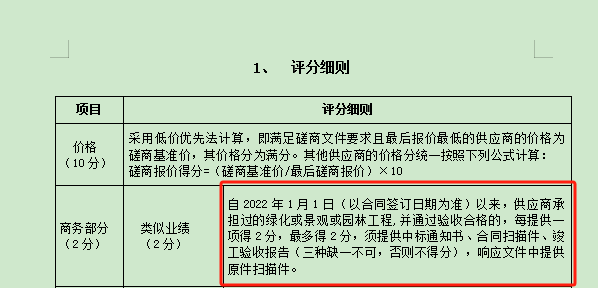 1、 评分细则
项目
评分细则
价格
（10 分）
采用低价优先法计算，即满足磋商文件要求且最后报价最低的供应商的价格为
磋商基准价，其价格分为满分。其他供应商的价格分统一按照下列公式计算：
磋商报价得分=（磋商基准价/最后磋商报价）×10
商务部分
（2 分）
类似业绩
（2 分）
自 2022 年 1 月 1 日（以合同签订日期为准）以来，供应商承
担过的绿化或景观或园林工程,并通过验收合格的，每提供一
项得 2 分，最多得 2 分，须提供中标通知书、合同扫描件、竣
工验收报告（三种缺一不可，否则不得分），响应文件中提供
原件扫描件。